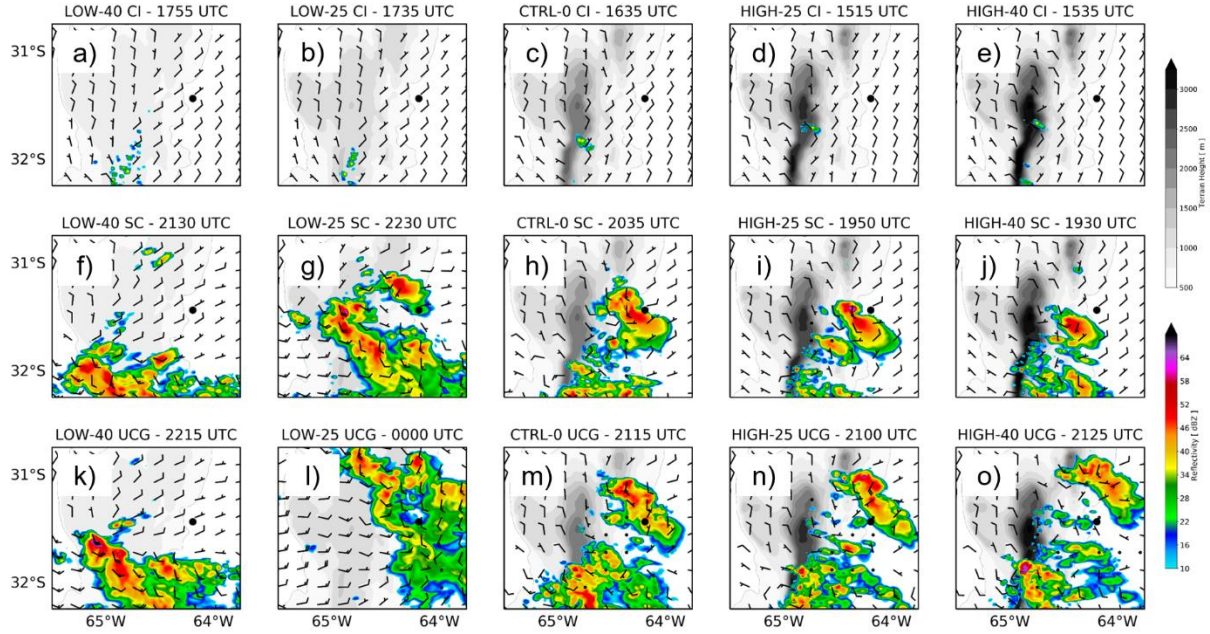 LOW-40 CI - 1755 UTC
LOW-25 CI - 1735 UTC
CTRL-0 CI - 1635 UTC
HIGH-25 CI - 1515 UTC
HIGH-40 CI - 1535 UTC
31°S
32°S
a)
b)
c)
d)
e)
3000
2500
2000
1500
1000
500
Terrain Height [ m ]
LOW-40 SC - 2130 UTC
LOW-25 SC - 2230 UTC
CTRL-0 SC - 2035 UTC
HIGH-25 SC - 1950 UTC
HIGH-40 SC - 1930 UTC
31°S
32°S
f)
g)
h)
i)
j)
LOW-40 UCG - 2215 UTC
LOW-25 UCG - 0000 UTC
CTRL-0 UCG - 2115 UTC
HIGH-25 UCG - 2100 UTC
HIGH-40 UCG - 2125 UTC
31°S
32°S
k)
l)
m)
n)
o)
64
58
52
46
40
34
28
22
16
10
Reflectivity [ dBZ ]
65°W
64°W
65°W
64°W
65°W
64°W
65°W
64°W
65°W
64°W